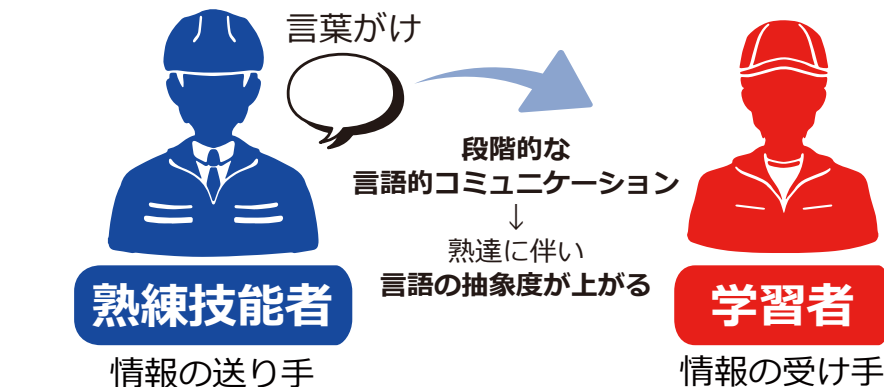 言葉がけ
段階的な
言語的コミュニケーション
↓
熟達に伴い
言語の抽象度が上がる
熟練技能者
学習者
情報の送り手
情報の受け手